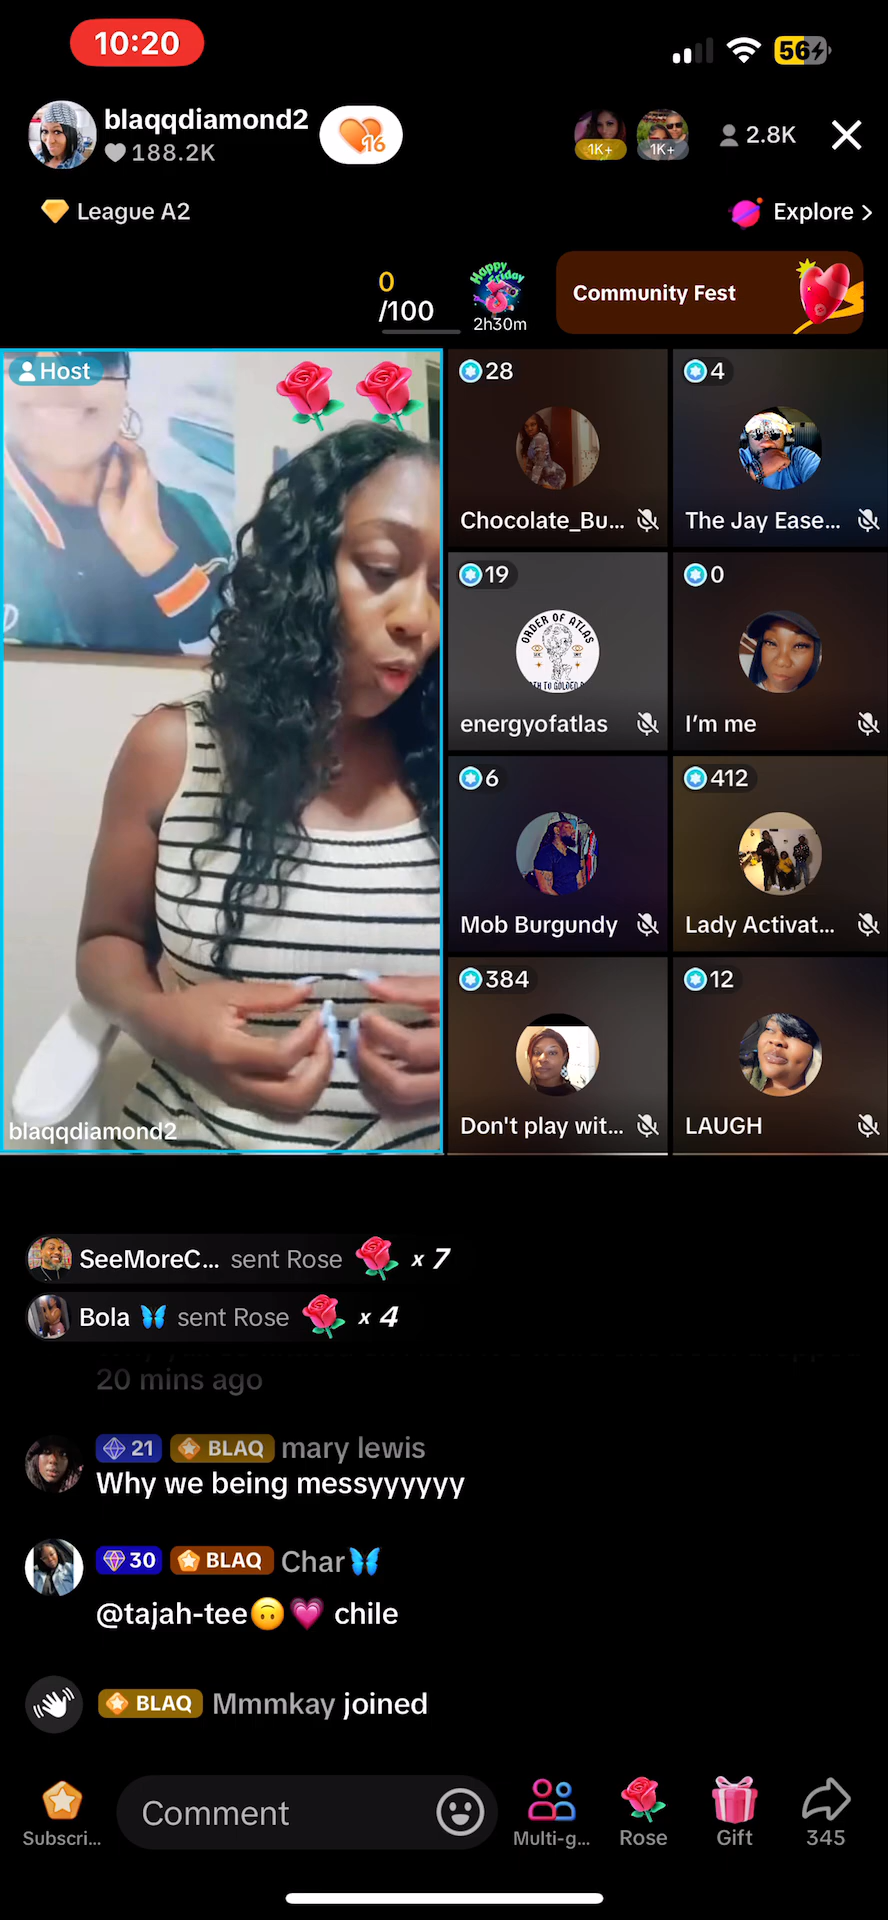 10:20
56
blaqqdiamond2
188.2K
16
1K+
1K+
2.8K
League A2
Explore >
0
/100
Happy Friday
2h30m
Community Fest
Host
28
Chocolate_Bu...
4
The Jay Ease...
19
ORDER OF ATLAS
energyofatlas
0
I'm me
6
Mob Burgundy
412
Lady Activat...
384
Don't play wit...
12
LAUGH
blaqqdiamond2
SeeMoreC... sent Rose x 7
Bola 🦋 sent Rose x 4
20 mins ago
21 BLAQ mary lewis
Why we being messyyyyyy
30 BLAQ Char🦋
@tajah-tee🙃💗 chile
BLAQ Mmmkay joined
Comment
Subscri...
Multi-g...
Rose
Gift
345